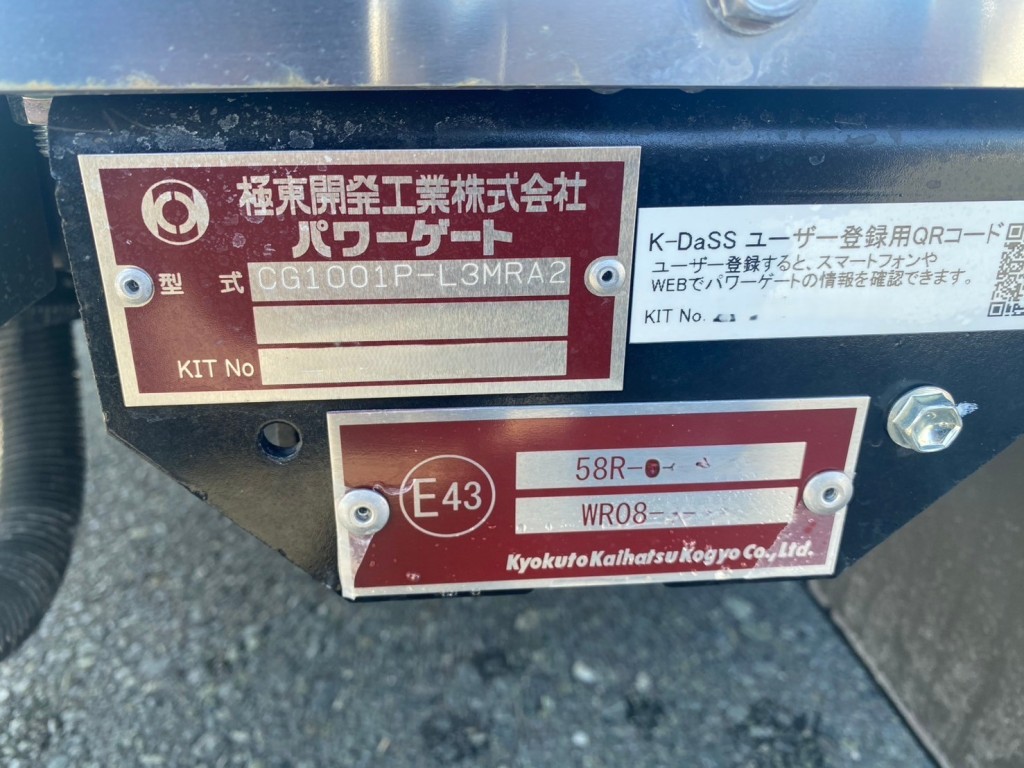 極東開発工業株式会社
パワーゲート
型式 CG1001P-L3MRA2
KIT No
K-DaSS ユーザー登録用QRコード
ユーザー登録すると、スマートフォンや
WEBでパワーゲートの情報を確認できます。
KIT No.
E43
58R-0
WR08-
Kyokuto Kaihatsu Kogyo Co., Ltd.